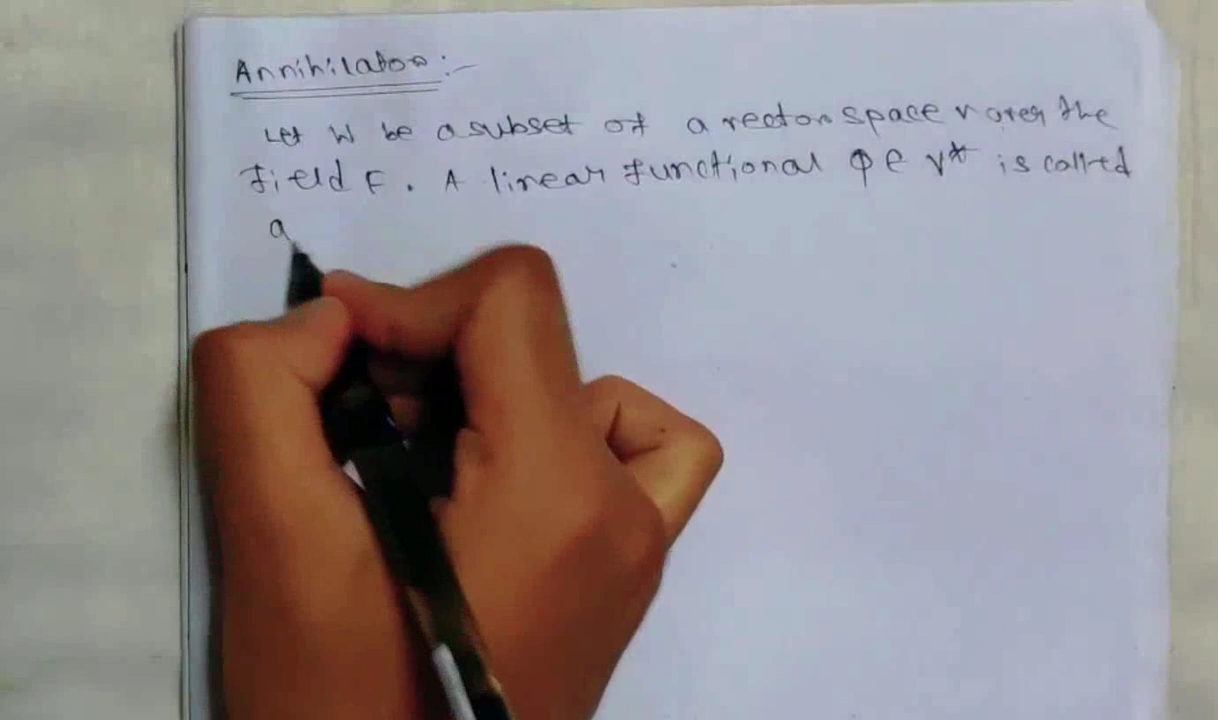 Annihilator :-
Let W be a subset of a vector space V over the
field F. A linear functional φ ∈ V* is called
a